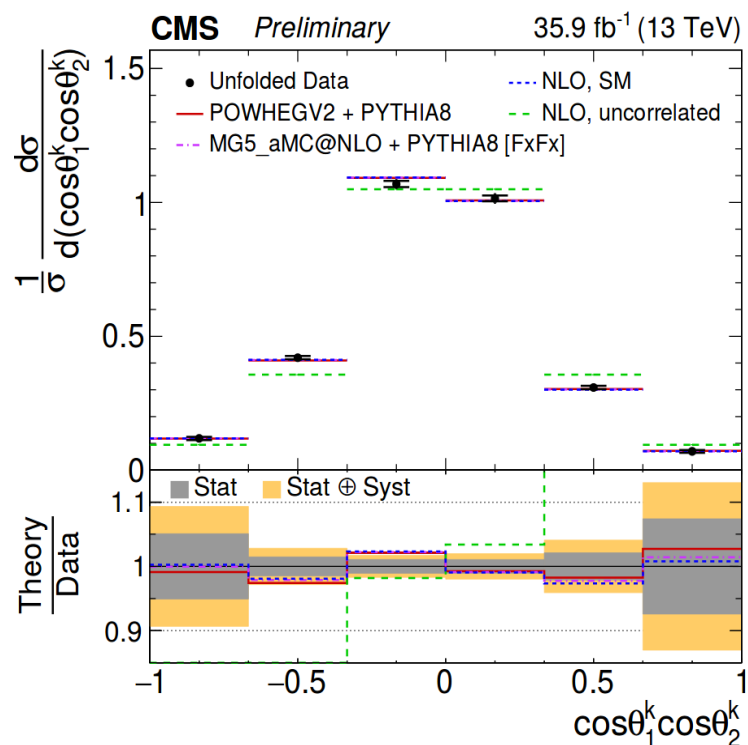 CMS Preliminary 35.9 fb⁻¹ (13 TeV)
1/σ dσ/d(cosθ₁ᵏcosθ₂ᵏ)
1.5
1
0.5
0
Unfolded Data
POWHEGV2 + PYTHIA8
MG5_aMC@NLO + PYTHIA8 [FxFx]
NLO, SM
NLO, uncorrelated
Stat
Stat ⊕ Syst
Theory
Data
1.1
1
0.9
−1 −0.5 0 0.5 1
cosθ₁ᵏcosθ₂ᵏ